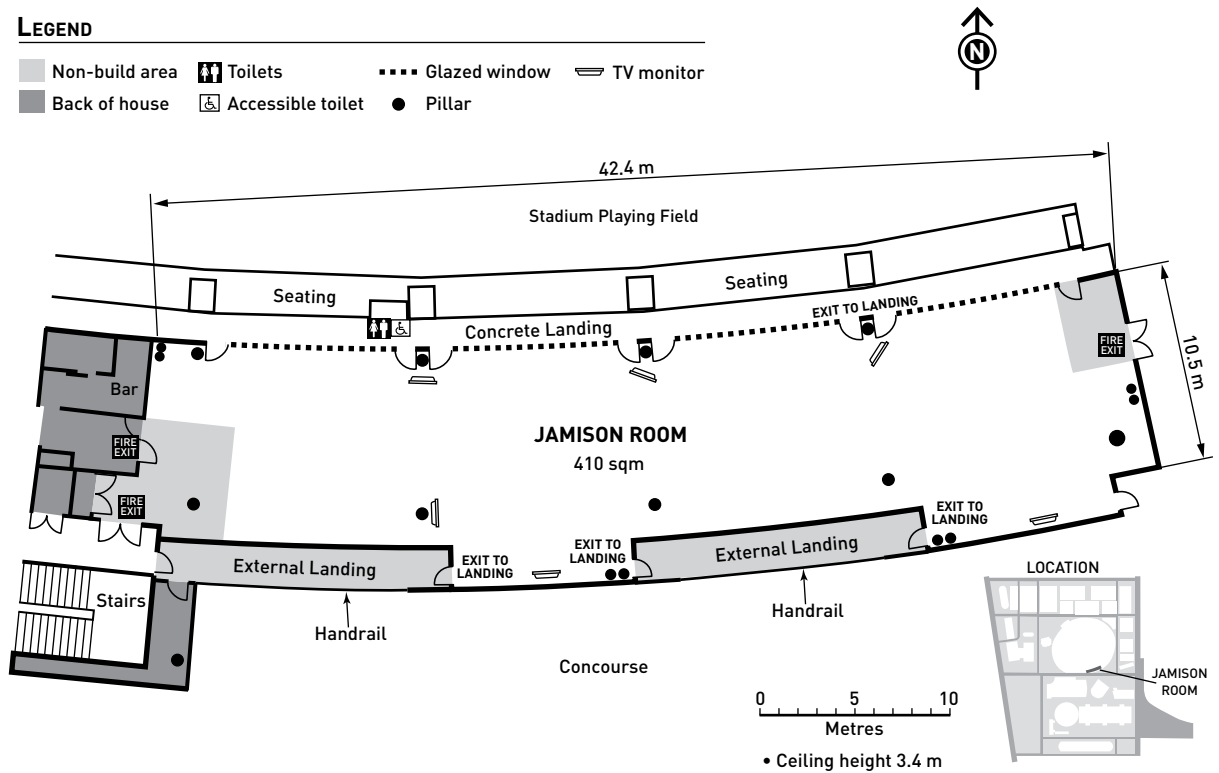 LEGEND
Non-build area
Toilets
Glazed window
TV monitor
Back of house
Accessible toilet
Pillar
N
42.4 m
Stadium Playing Field
Seating
Seating
EXIT TO LANDING
Concrete Landing
FIRE
EXIT
10.5 m
Bar
JAMISON ROOM
410 sqm
FIRE
EXIT
FIRE
EXIT
EXIT TO
LANDING
EXIT TO
LANDING
EXIT TO
LANDING
External Landing
External Landing
Stairs
Handrail
Handrail
Concourse
LOCATION
JAMISON
ROOM
0 5 10
Metres
• Ceiling height 3.4 m